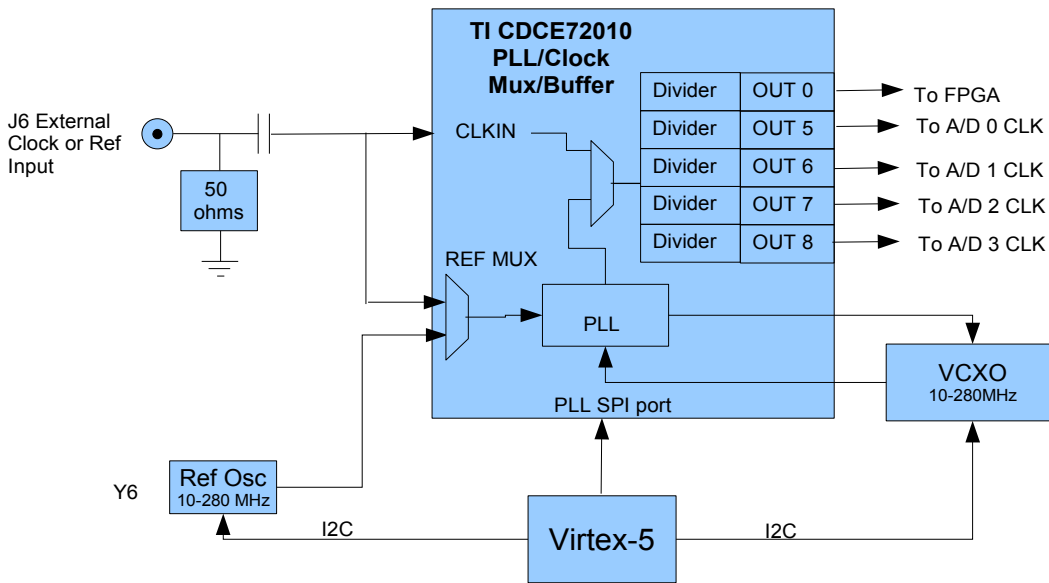 TI CDCE72010
PLL/Clock
Mux/Buffer
J6 External
Clock or Ref
Input
50
ohms
CLKIN
REF MUX
PLL
Divider OUT 0 To FPGA
Divider OUT 5 To A/D 0 CLK
Divider OUT 6 To A/D 1 CLK
Divider OUT 7 To A/D 2 CLK
Divider OUT 8 To A/D 3 CLK
VCXO
10-280MHz
PLL SPI port
Y6
Ref Osc
10-280 MHz
I2C
Virtex-5
I2C